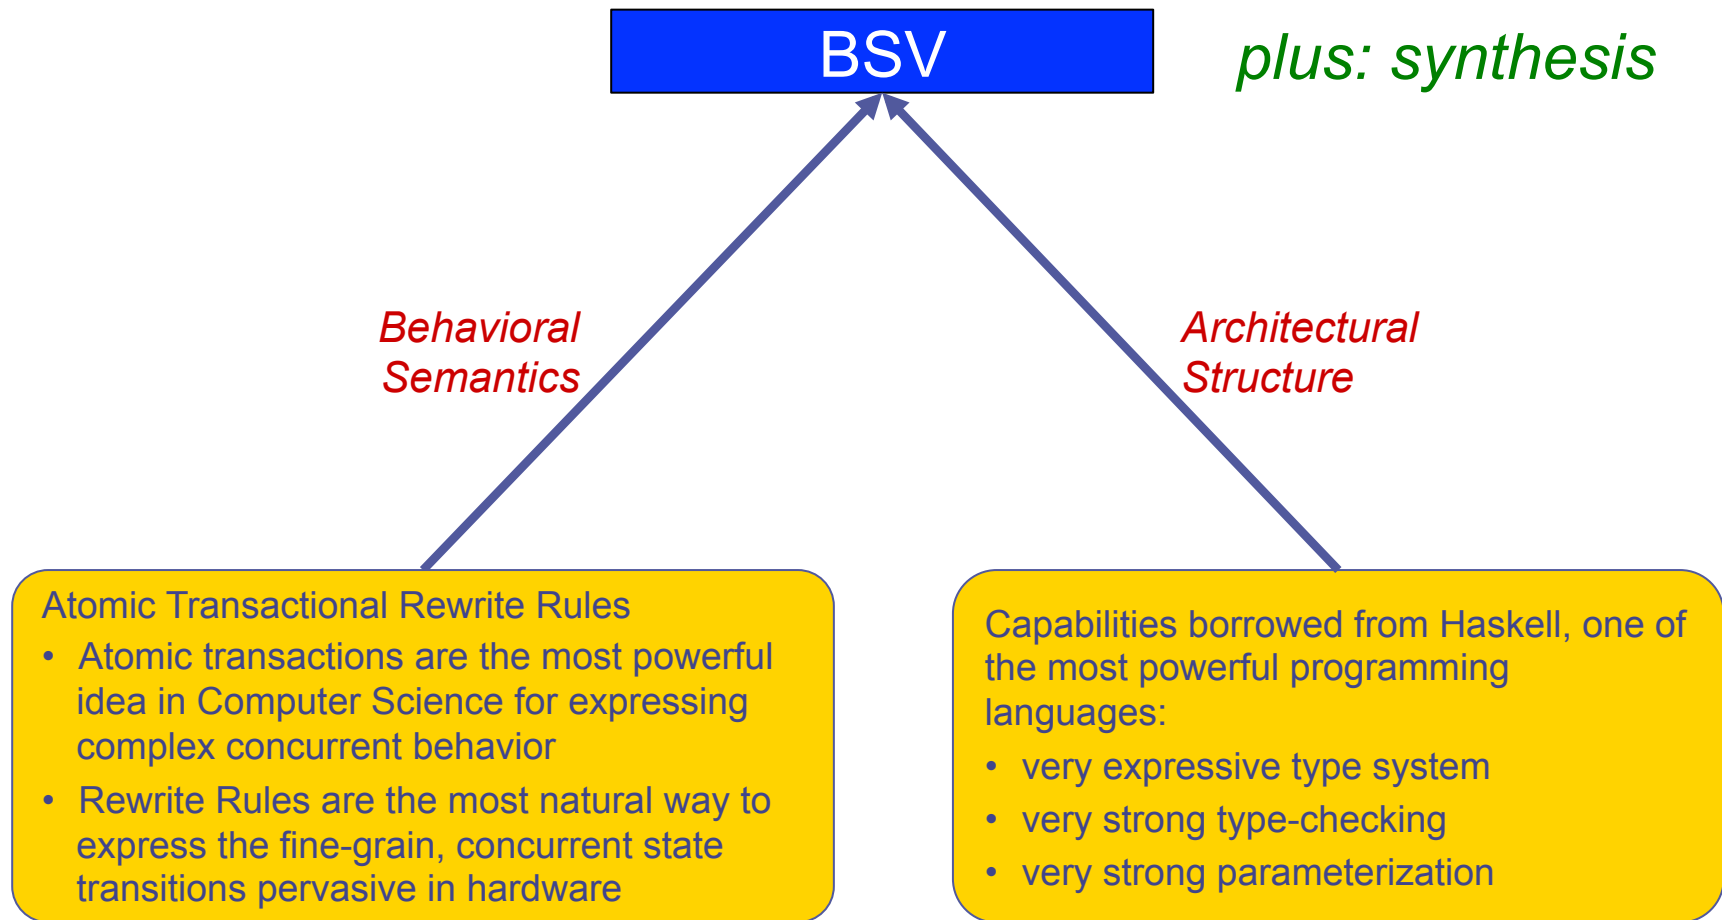 BSV
plus: synthesis
Behavioral
Semantics
Architectural
Structure
Atomic Transactional Rewrite Rules
• Atomic transactions are the most powerful
idea in Computer Science for expressing
complex concurrent behavior
• Rewrite Rules are the most natural way to
express the fine-grain, concurrent state
transitions pervasive in hardware
Capabilities borrowed from Haskell, one of
the most powerful programming
languages:
• very expressive type system
• very strong type-checking
• very strong parameterization